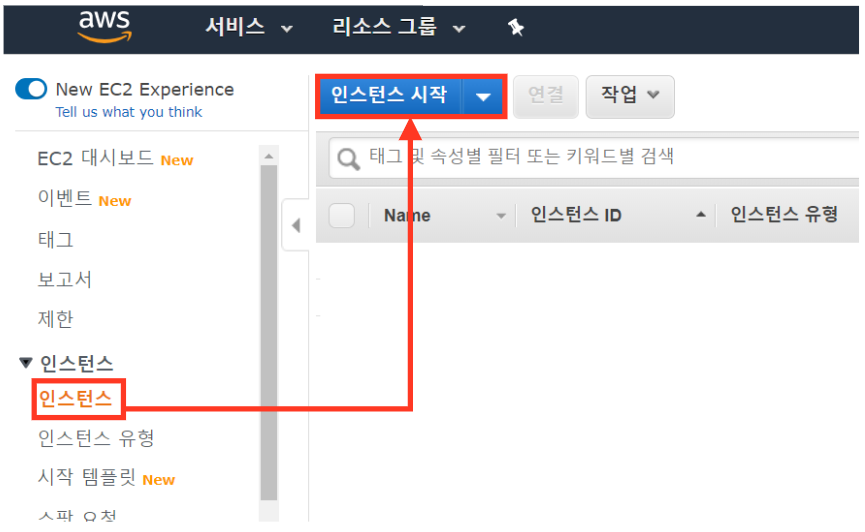 aws 서비스 리소스 그룹
New EC2 Experience
Tell us what you think
인스턴스 시작 연결 작업
EC2 대시보드 New
이벤트 New
태그
보고서
제한
인스턴스
인스턴스
인스턴스 유형
시작 템플릿 New
스팟 요청
태그 및 속성별 필터 또는 키워드별 검색
Name 인스턴스 ID 인스턴스 유형